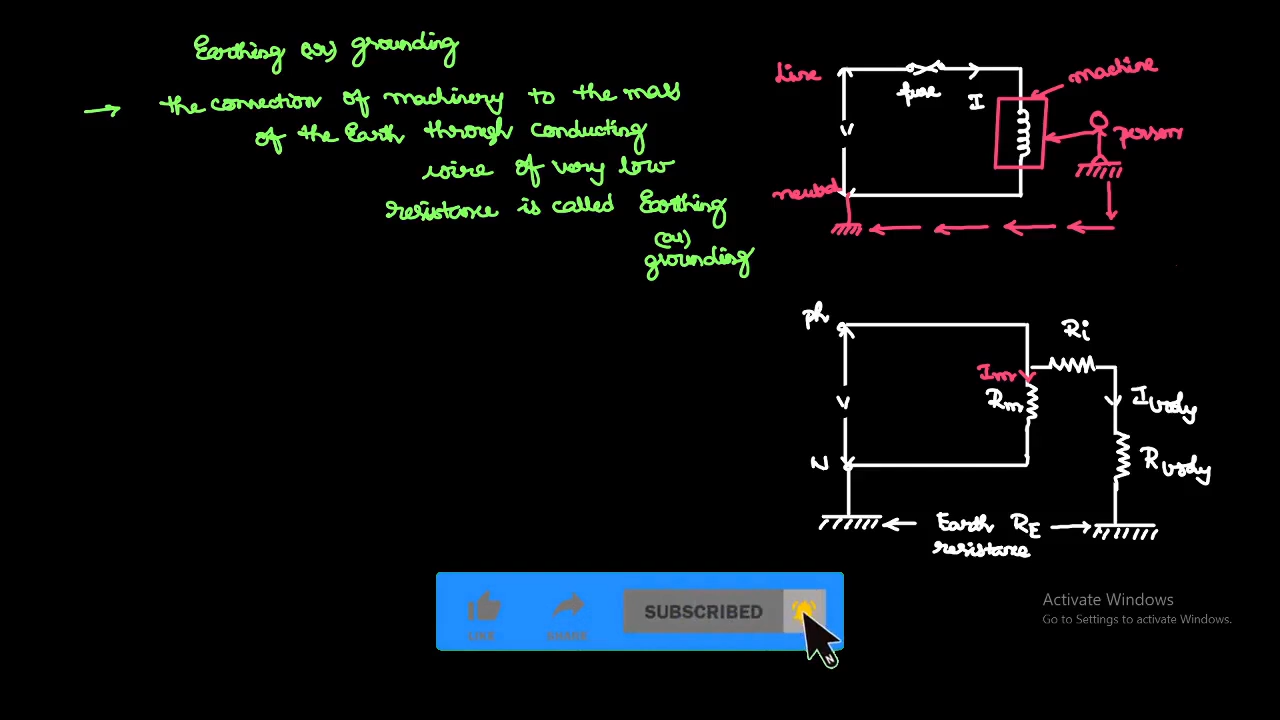 Earthing (or) grounding
→ the connection of machinery to the mass
of the Earth through conducting
wire of very low
resistance is called Earthing
(or)
grounding
Line
fuse
I
machine
V
person
neutral
ph
Ri
Im
Rm
V
Ibody
N
Rbody
Earth RE
resistance
LIKE
SHARE
SUBSCRIBED
N
Activate Windows
Go to Settings to activate Windows.